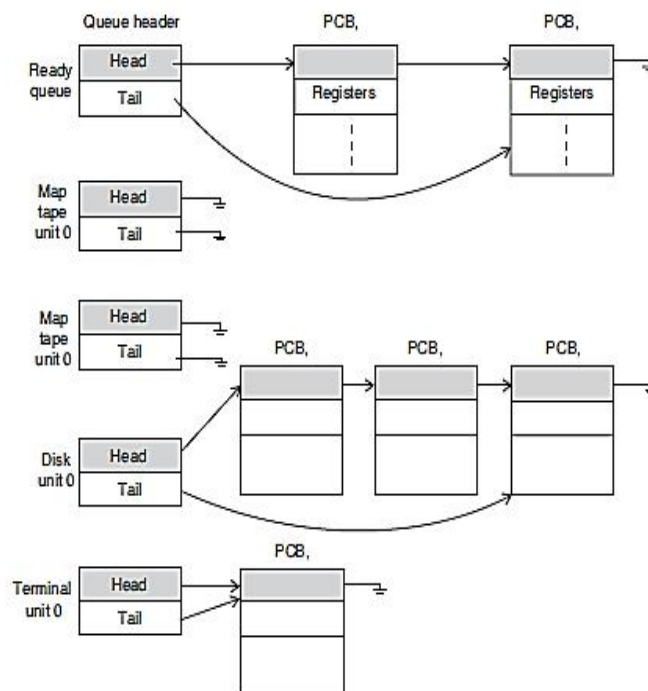 Queue header
PCB,
PCB,
Ready
queue
Head
Tail
Registers
Registers
Map
tape
unit 0
Head
Tail
Map
tape
unit 0
Head
Tail
PCB,
PCB,
PCB,
Disk
unit 0
Head
Tail
PCB,
Terminal
unit 0
Head
Tail